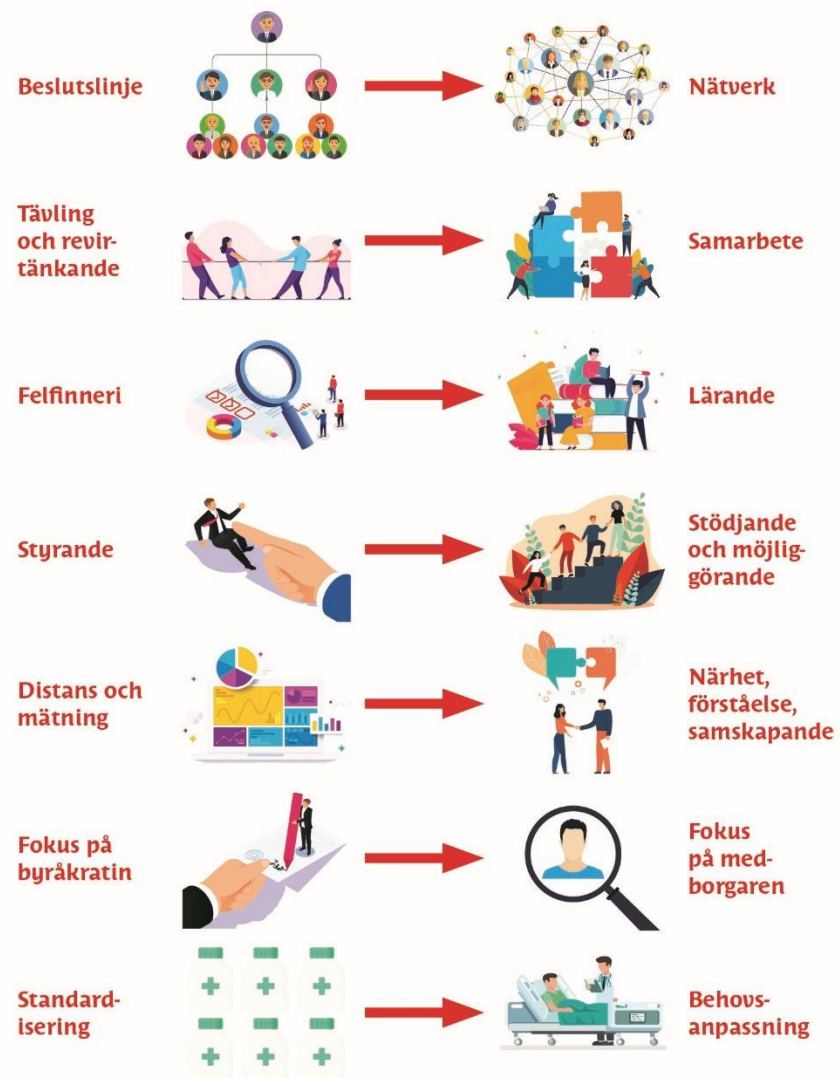 Beslutslinje
Nätverk
Tävling
och revir-
tänkande
Samarbete
Felfinneri
Lärande
Styrande
Stödjande
och möjlig-
görande
Distans och
mätning
Närhet,
förståelse,
samskapande
Fokus på
byråkratin
Fokus
på med-
borgaren
Standard-
isering
Behovs-
anpassning